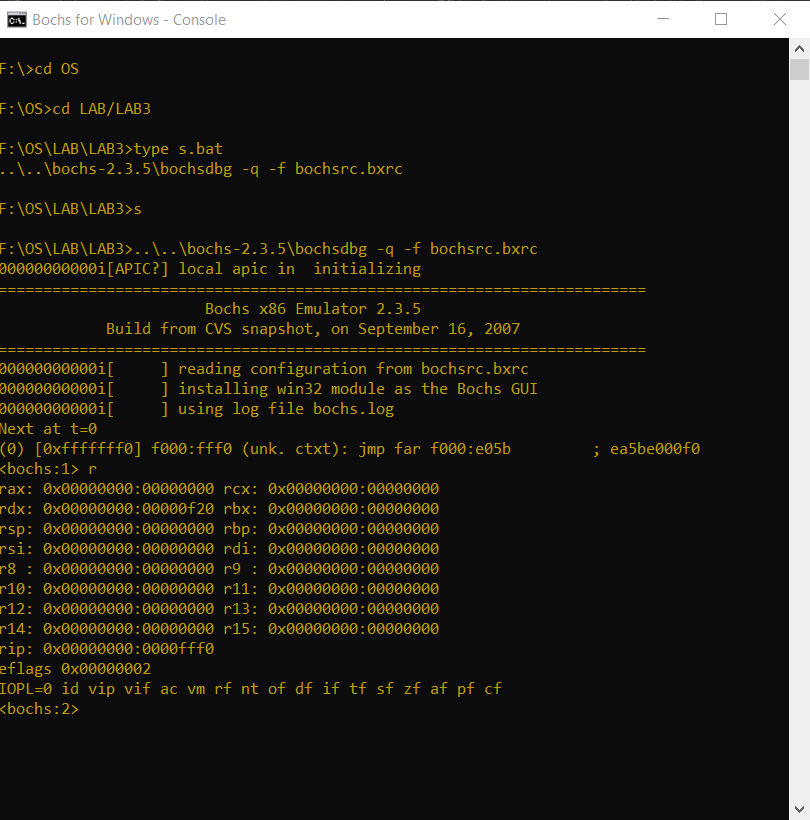 Bochs for Windows - Console
F:\>cd OS
F:\OS>cd LAB/LAB3
F:\OS\LAB\LAB3>type s.bat
..\..\bochs-2.3.5\bochsdbg -q -f bochsrc.bxrc
F:\OS\LAB\LAB3>s
F:\OS\LAB\LAB3>..\..\bochs-2.3.5\bochsdbg -q -f bochsrc.bxrc
00000000000i[APIC?] local apic in  initializing
========================================================================
                       Bochs x86 Emulator 2.3.5
            Build from CVS snapshot, on September 16, 2007
========================================================================
00000000000i[     ] reading configuration from bochsrc.bxrc
00000000000i[     ] installing win32 module as the Bochs GUI
00000000000i[     ] using log file bochs.log
Next at t=0
(0) [0xfffffff0] f000:fff0 (unk. ctxt): jmp far f000:e05b         ; ea5be000f0
<bochs:1> r
rax: 0x00000000:00000000 rcx: 0x00000000:00000000
rdx: 0x00000000:00000f20 rbx: 0x00000000:00000000
rsp: 0x00000000:00000000 rbp: 0x00000000:00000000
rsi: 0x00000000:00000000 rdi: 0x00000000:00000000
r8 : 0x00000000:00000000 r9 : 0x00000000:00000000
r10: 0x00000000:00000000 r11: 0x00000000:00000000
r12: 0x00000000:00000000 r13: 0x00000000:00000000
r14: 0x00000000:00000000 r15: 0x00000000:00000000
rip: 0x00000000:0000fff0
eflags 0x00000002
IOPL=0 id vip vif ac vm rf nt of df if tf sf zf af pf cf
<bochs:2>